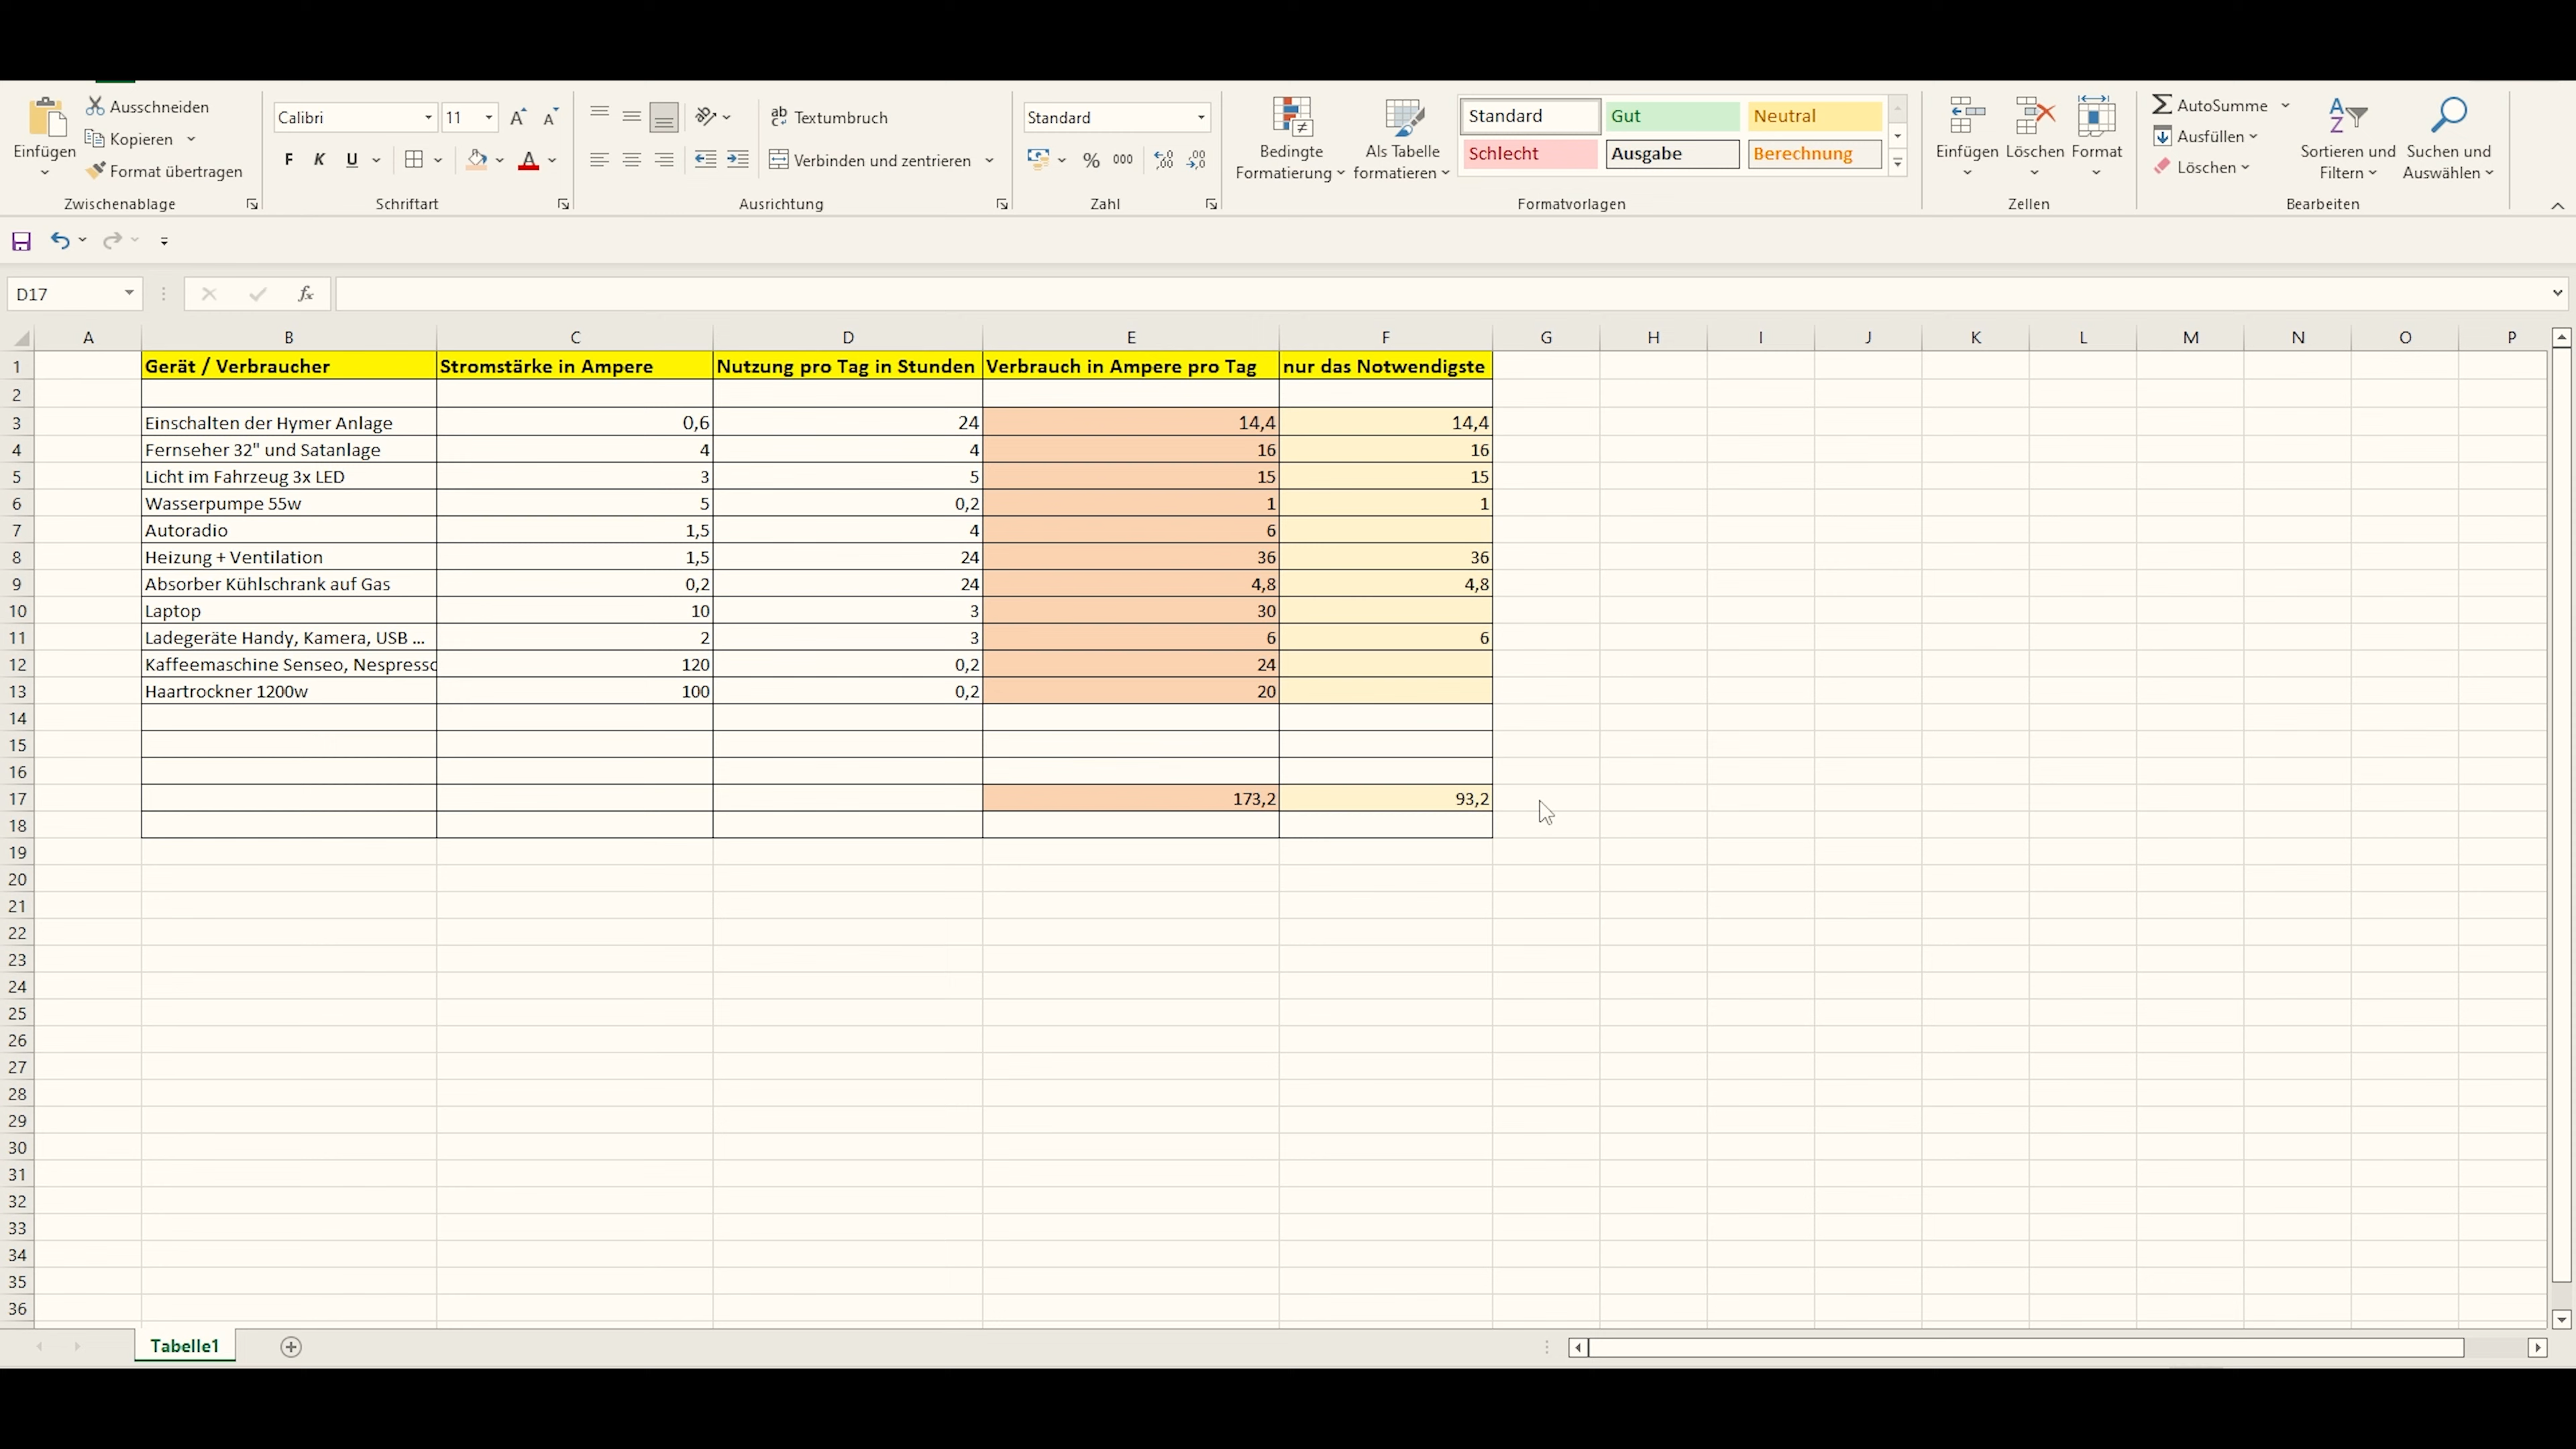 Einfügen
Ausschneiden
Kopieren
Format übertragen
Zwischenablage
Calibri 11
F K U
Schriftart
Textumbruch
Verbinden und zentrieren
Ausrichtung
Standard
% 000
Zahl
Bedingte Formatierung
Als Tabelle formatieren
Standard Gut Neutral
Schlecht Ausgabe Berechnung
Formatvorlagen
Einfügen Löschen Format
Zellen
AutoSumme
Ausfüllen
Löschen
Sortieren und Filtern
Suchen und Auswählen
Bearbeiten
D17 fx
A B C D E F G H I J K L M N O P
1 Gerät / Verbraucher Stromstärke in Ampere Nutzung pro Tag in Stunden Verbrauch in Ampere pro Tag nur das Notwendigste
2
3 Einschalten der Hymer Anlage 0,6 24 14,4 14,4
4 Fernseher 32" und Satanlage 4 4 16 16
5 Licht im Fahrzeug 3x LED 3 5 15 15
6 Wasserpumpe 55w 5 0,2 1 1
7 Autoradio 1,5 4 6
8 Heizung + Ventilation 1,5 24 36 36
9 Absorber Kühlschrank auf Gas 0,2 24 4,8 4,8
10 Laptop 10 3 30
11 Ladegeräte Handy, Kamera, USB ... 2 3 6 6
12 Kaffeemaschine Senseo, Nespresso 120 0,2 24
13 Haartrockner 1200w 100 0,2 20
14
15
16
17 173,2 93,2
18
19
20
21
22
23
24
25
26
27
28
29
30
31
32
33
34
35
36
Tabelle1